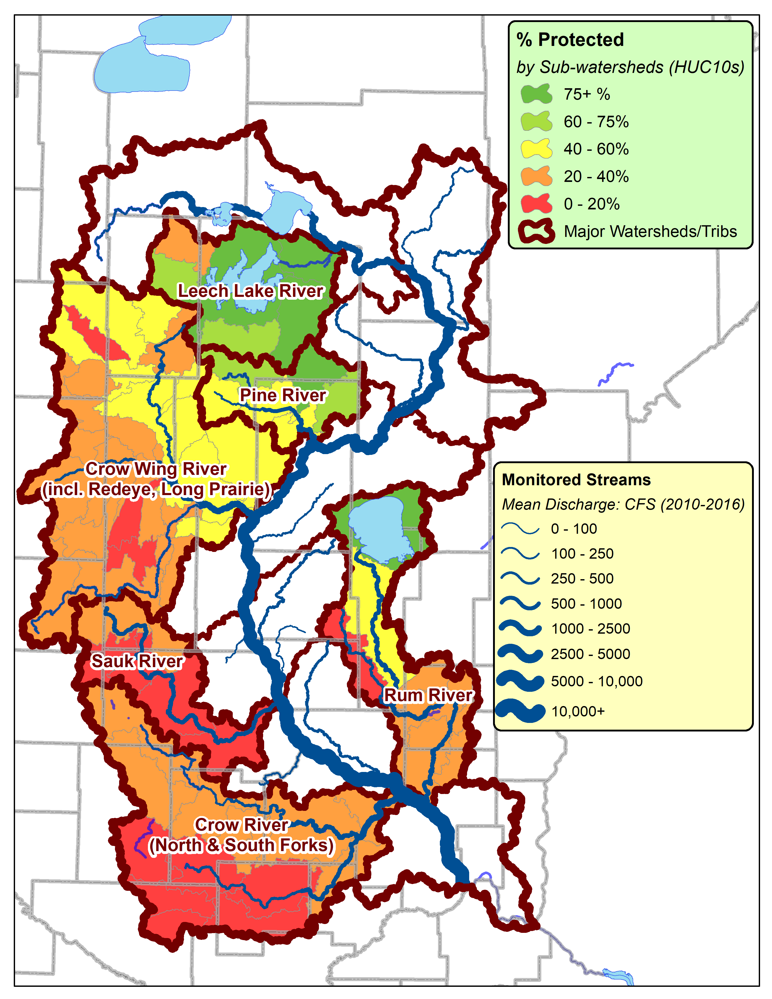 % Protected
by Sub-watersheds (HUC10s)
75+ %
60 - 75%
40 - 60%
20 - 40%
0 - 20%
Major Watersheds/Tribs
Leech Lake River
Pine River
Crow Wing River
(incl. Redeye, Long Prairie)
Monitored Streams
Mean Discharge: CFS (2010-2016)
0 - 100
100 - 250
250 - 500
500 - 1000
1000 - 2500
2500 - 5000
5000 - 10,000
10,000+
Sauk River
Rum River
Crow River
(North & South Forks)